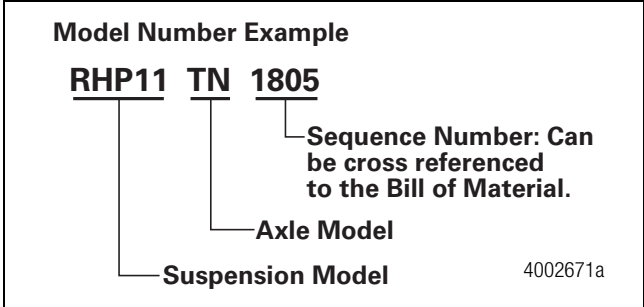 Model Number Example
RHP11 TN 1805
Sequence Number: Can
be cross referenced
to the Bill of Material.
Axle Model
Suspension Model
4002671a